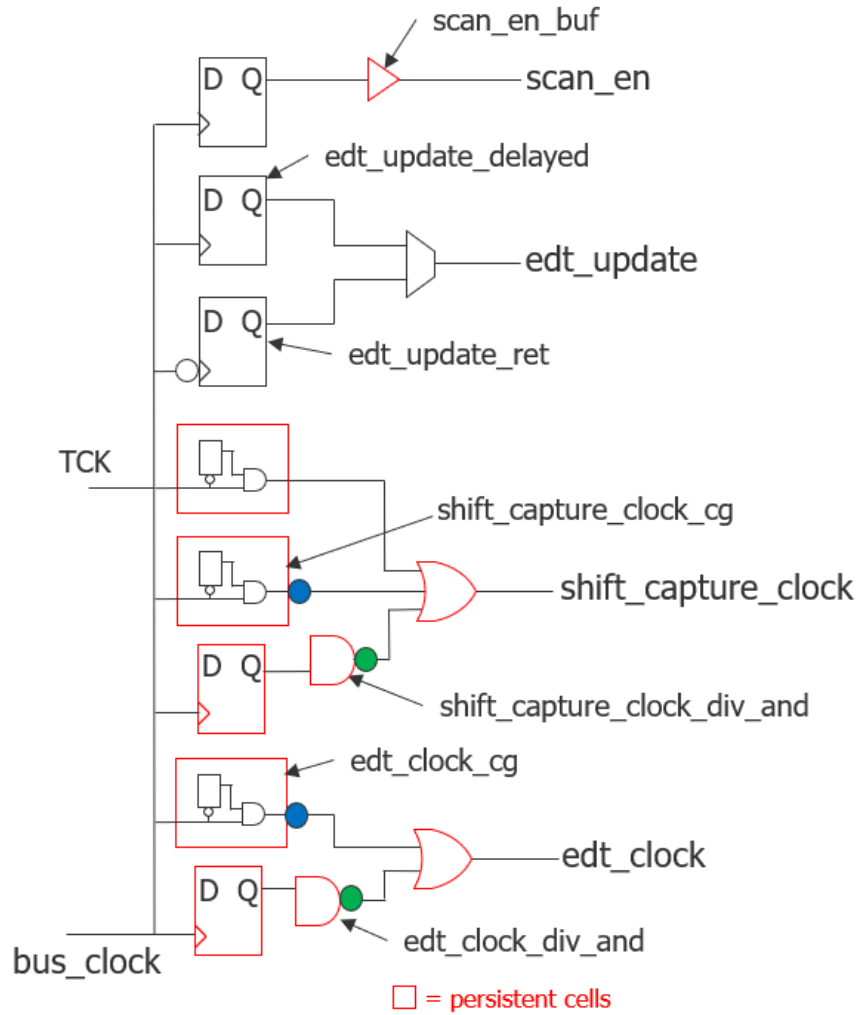 scan_en_buf
D Q
scan_en
edt_update_delayed
D Q
edt_update
D Q
edt_update_ret
TCK
shift_capture_clock_cg
shift_capture_clock
D Q
shift_capture_clock_div_and
edt_clock_cg
edt_clock
D Q
edt_clock_div_and
bus_clock
= persistent cells